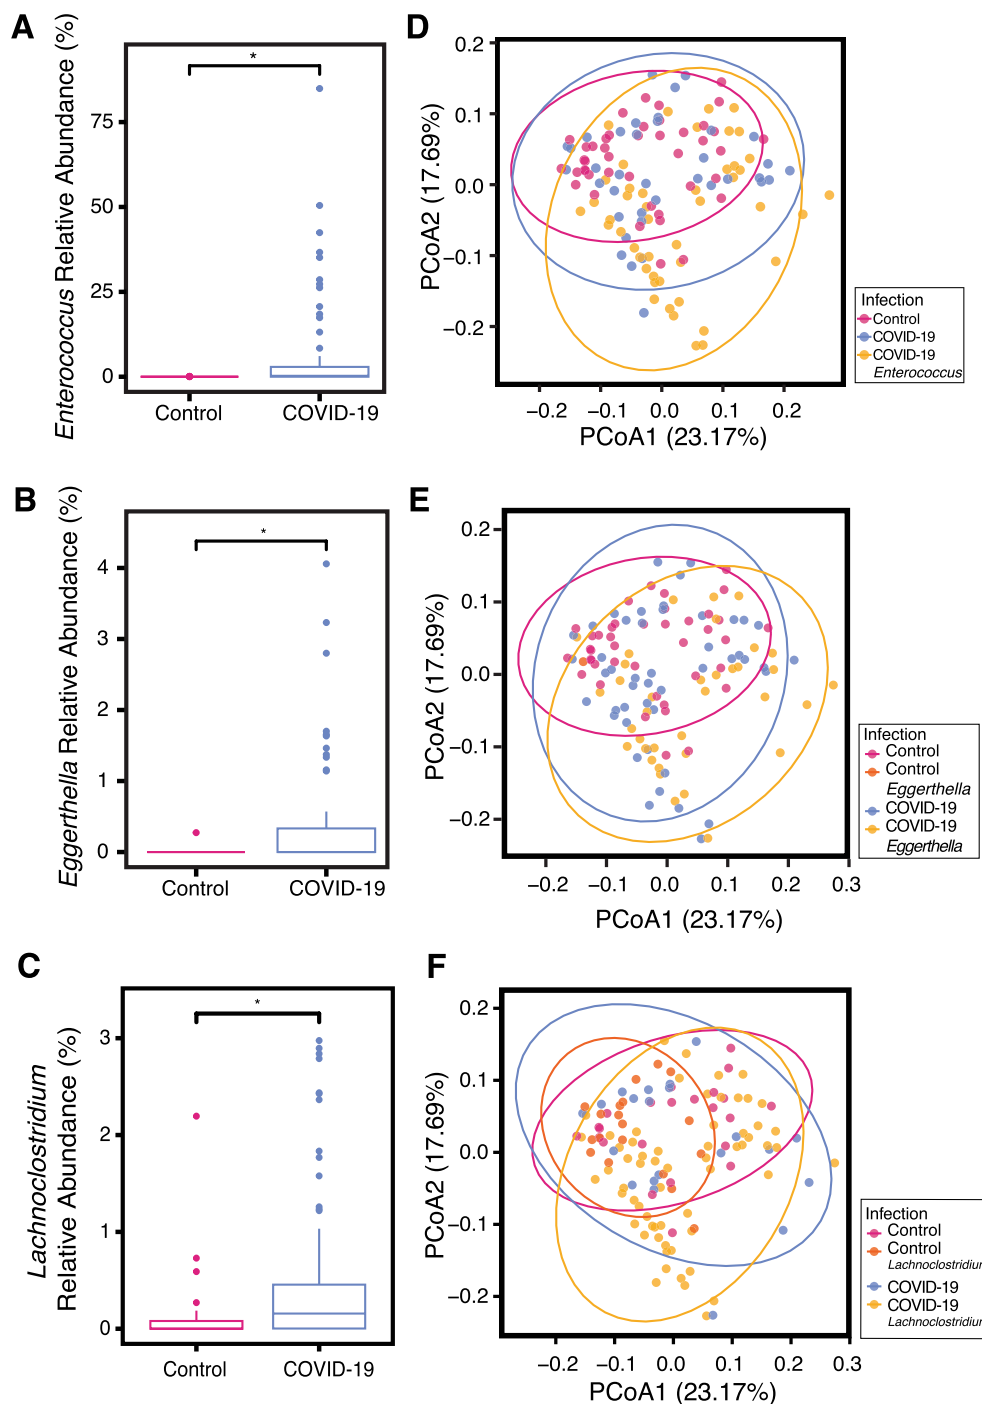 A
Enterococcus Relative Abundance (%)
75
50
25
0
*
Control
COVID-19
D
PCoA2 (17.69%)
0.2
0.1
0.0
−0.1
−0.2
−0.2
−0.1
0.0
0.1
0.2
PCoA1 (23.17%)
Infection
Control
COVID-19
COVID-19
Enterococcus
B
Eggerthella Relative Abundance (%)
4
3
2
1
0
*
Control
COVID-19
E
PCoA2 (17.69%)
0.2
0.1
0.0
−0.1
−0.2
−0.2
−0.1
0.0
0.1
0.2
0.3
PCoA1 (23.17%)
Infection
Control
Control
Eggerthella
COVID-19
COVID-19
Eggerthella
C
Lachnoclostridium
Relative Abundance (%)
3
2
1
0
*
Control
COVID-19
F
PCoA2 (17.69%)
0.2
0.1
0.0
−0.1
−0.2
−0.2
−0.1
0.0
0.1
0.2
0.3
PCoA1 (23.17%)
Infection
Control
Control
Lachnoclostridium
COVID-19
COVID-19
Lachnoclostridium